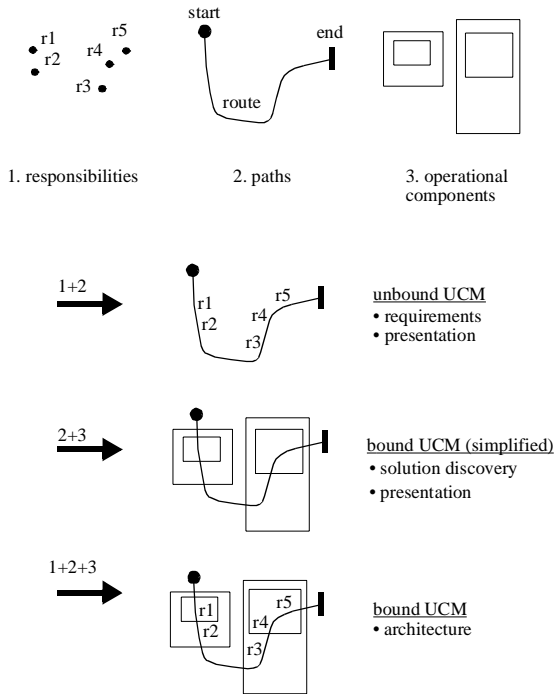 start
r5
r1
r4
end
r2
r3
route
1. responsibilities
2. paths
3. operational
components
1+2
r1
r5
r2
r4
r3
unbound UCM
• requirements
• presentation
2+3
bound UCM (simplified)
• solution discovery
• presentation
1+2+3
r1
r5
r2
r4
r3
bound UCM
• architecture